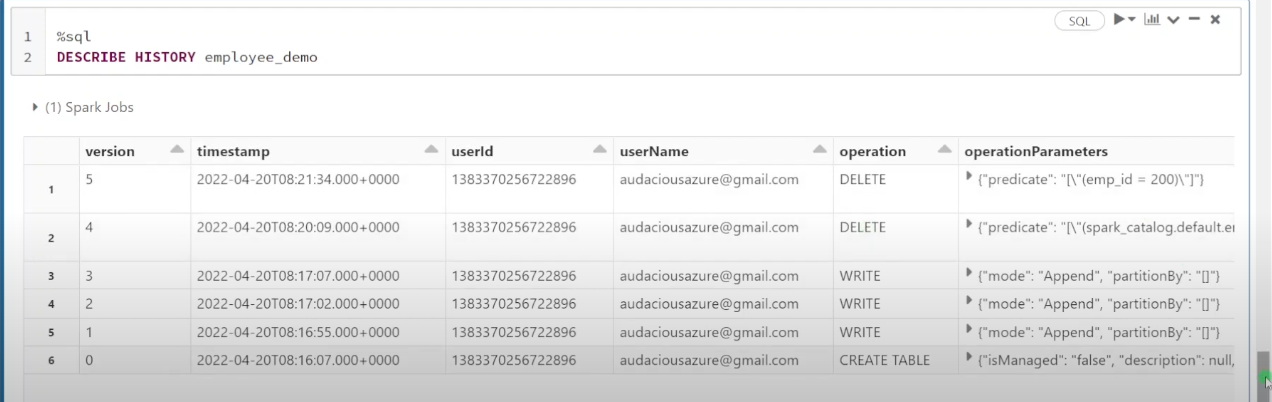 SQL
1 %sql
2 DESCRIBE HISTORY employee_demo
(1) Spark Jobs
version timestamp userId userName operation operationParameters
1 5 2022-04-20T08:21:34.000+0000 1383370256722896 audaciousazure@gmail.com DELETE {"predicate": "[\"(emp_id = 200)\"]"}
2 4 2022-04-20T08:20:09.000+0000 1383370256722896 audaciousazure@gmail.com DELETE {"predicate": "[\"(spark_catalog.default.er
3 3 2022-04-20T08:17:07.000+0000 1383370256722896 audaciousazure@gmail.com WRITE {"mode": "Append", "partitionBy": "[]"}
4 2 2022-04-20T08:17:02.000+0000 1383370256722896 audaciousazure@gmail.com WRITE {"mode": "Append", "partitionBy": "[]"}
5 1 2022-04-20T08:16:55.000+0000 1383370256722896 audaciousazure@gmail.com WRITE {"mode": "Append", "partitionBy": "[]"}
6 0 2022-04-20T08:16:07.000+0000 1383370256722896 audaciousazure@gmail.com CREATE TABLE {"isManaged": "false", "description": null,